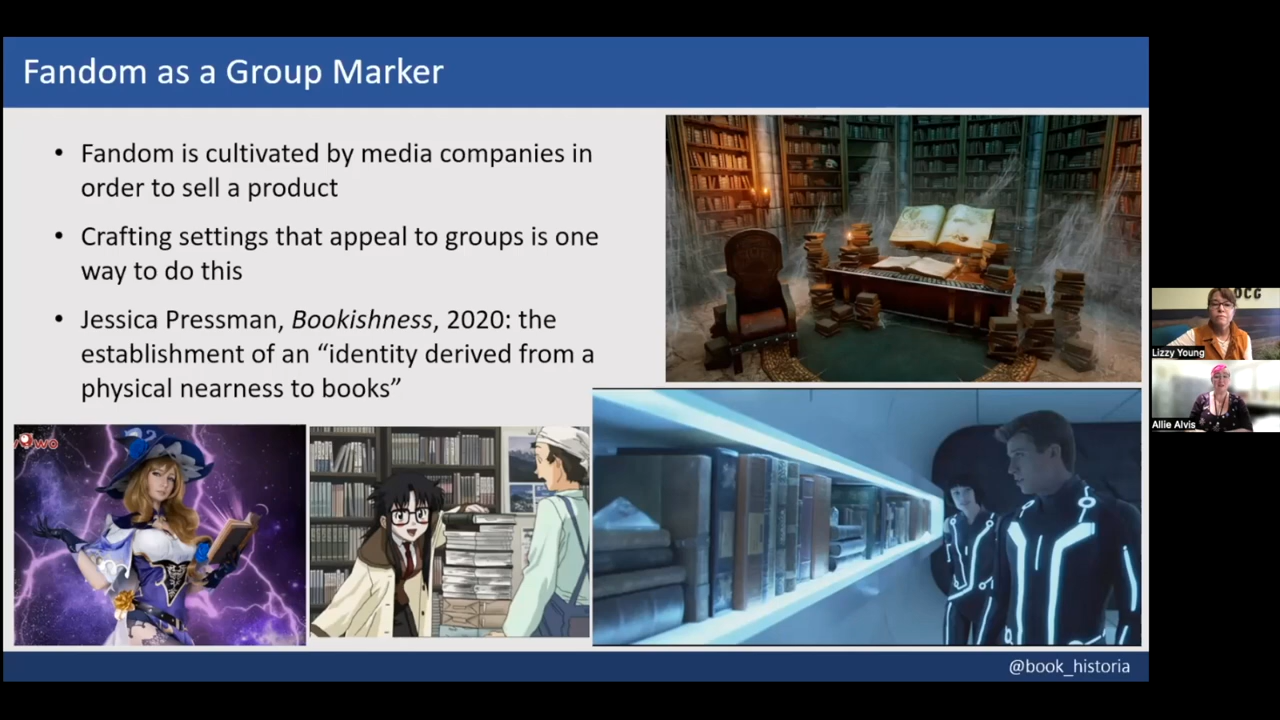 Fandom as a Group Marker
• Fandom is cultivated by media companies in
order to sell a product
• Crafting settings that appeal to groups is one
way to do this
• Jessica Pressman, Bookishness, 2020: the
establishment of an “identity derived from a
physical nearness to books”
@book_historia
Lizzy Young
Allie Alvis